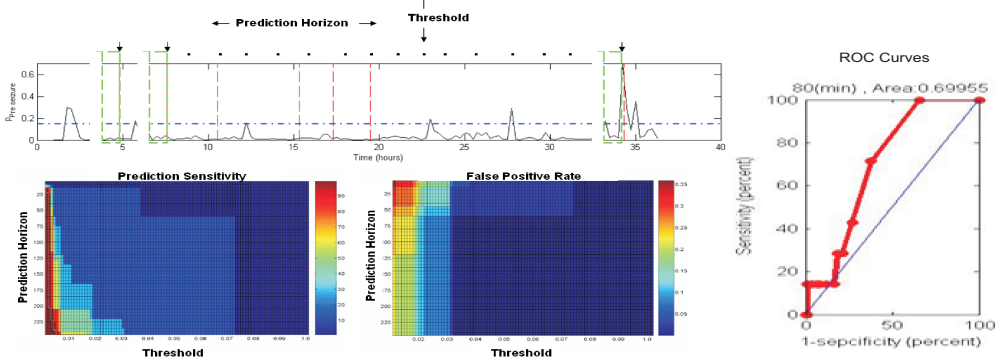 Prediction Horizon
Threshold
0.6
0.4
0.2
0
PPre seizure
0 5 10 15 20 25 30 35 40
Time (hours)
Prediction Sensitivity
Prediction Horizon
25
50
75
100
125
150
175
200
225
0.01 0.02 0.03 0.04 0.05 0.06 0.07 0.08 0.09 1.0
90
80
70
60
50
40
30
20
10
Threshold
False Positive Rate
Prediction Horizon
25
50
75
100
125
150
175
200
225
0.01 0.02 0.03 0.04 0.05 0.06 0.07 0.08 0.09 1.0
0.35
0.3
0.25
0.2
0.15
0.1
0.05
Threshold
ROC Curves
80(min) , Area:0.69955
Sensitivity (percent)
100
80
60
40
20
0
0 50 100
1-sepcificity (percent)